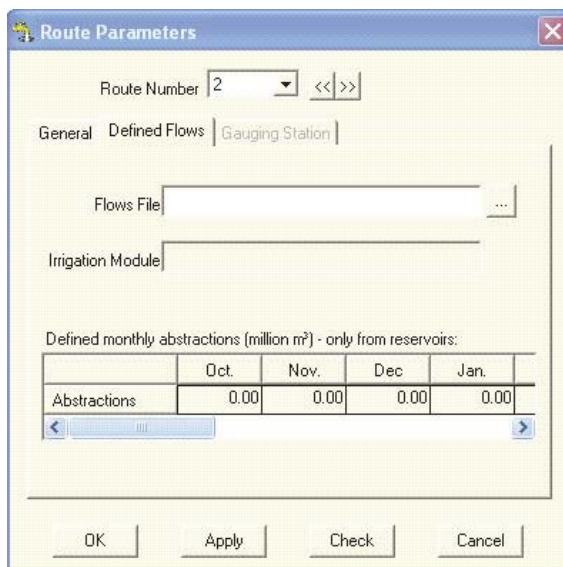 Route Parameters
Route Number 2 << >>
General Defined Flows Gauging Station
Flows File ...
Irrigation Module
Defined monthly abstractions (million m³) - only from reservoirs:
Oct. Nov. Dec Jan.
Abstractions 0.00 0.00 0.00 0.00
OK Apply Check Cancel